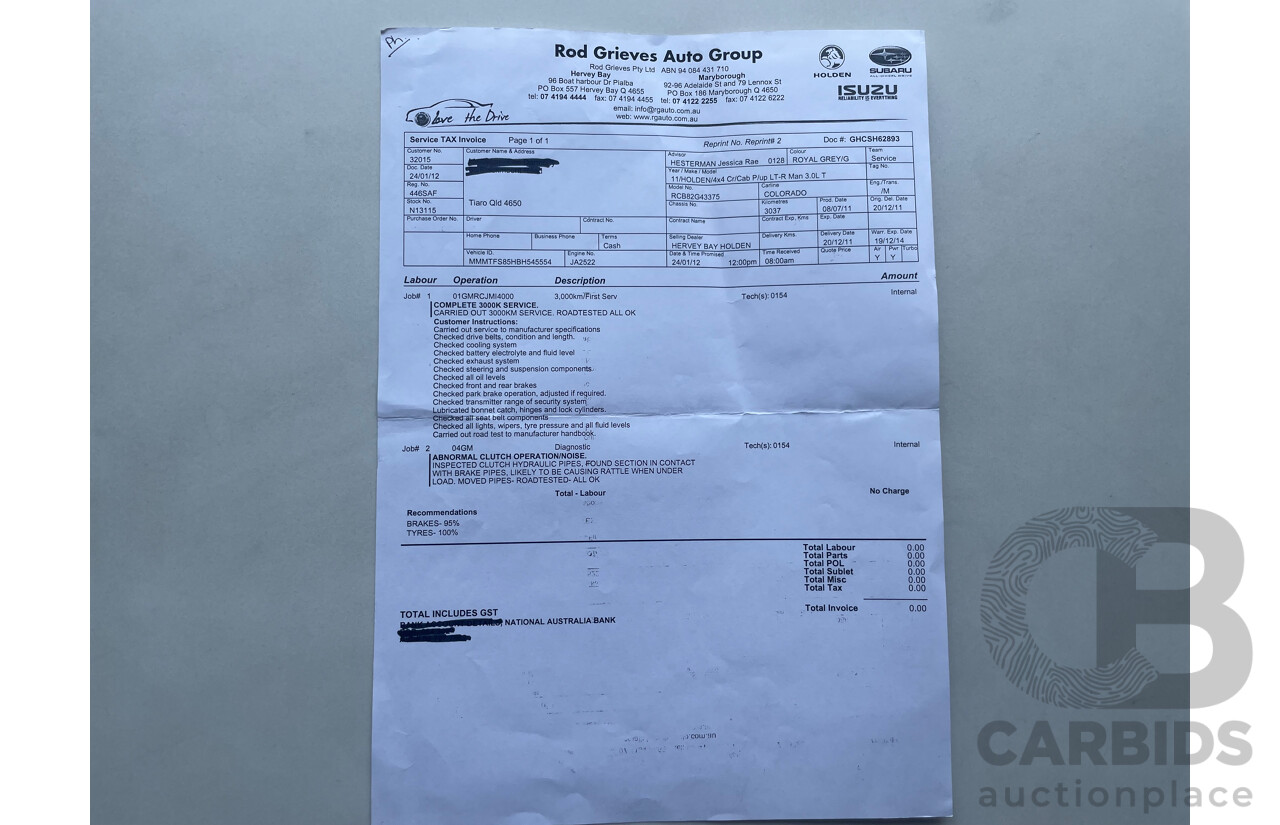 Ph
Rod Grieves Auto Group
Rod Grieves Pty Ltd ABN 94 084 431 710
Hervey Bay
96 Boat harbour Dr Pialba
PO Box 557 Hervey Bay Q 4655
tel: 07 4194 4444 fax: 07 4194 4455
Maryborough
92-96 Adelaide St and 79 Lennox St
PO Box 186 Maryborough Q 4650
tel: 07 4122 2255 fax: 07 4122 6222
email: info@rgauto.com.au
web: www.rgauto.com.au
HOLDEN
SUBARU
ALL-WHEEL DRIVE
ISUZU
RELIABILITY IS EVERYTHING
love the Drive
Service TAX Invoice Page 1 of 1 Reprint No. Reprint# 2 Doc #: GHCSH62893
Customer No.
32015
Customer Name & Address
Tiaro Qld 4650
Doc. Date
24/01/12
Reg. No.
446SAF
Stock No.
N13115
Advisor
HESTERMAN Jessica Rae 0128
Colour
ROYAL GREY/G
Team
Service
Year / Make / Model
11/HOLDEN/4x4 Cr/Cab P/up LT-R Man 3.0L T
Tag No.
Model No.
RCB82G43375
Carline
COLORADO
Eng /Trans.
/M
Chassis No.
Kilometres
3037
Prod. Date
08/07/11
Orig. Del. Date
20/12/11
Purchase Order No.
Driver
Contract No.
Contract Name
Contract Exp. Kms
Exp. Date
Home Phone
Business Phone
Terms
Cash
Selling Dealer
HERVEY BAY HOLDEN
Delivery Kms.
Delivery Date
20/12/11
Warr. Exp. Date
19/12/14
Vehicle ID.
MMMTFS85HBH545554
Engine No.
JA2522
Date & Time Promised
24/01/12 12:00pm
Time Received
08:00am
Quote Price
Air Pwr Turbo
Y Y
Labour Operation Description Amount
Job# 1 01GMRCJMI4000 3,000km/First Serv Tech(s):0154 Internal
COMPLETE 3000K SERVICE.
CARRIED OUT 3000KM SERVICE. ROADTESTED ALL OK
Customer Instructions:
Carried out service to manufacturer specifications
Checked drive belts, condition and length.
Checked cooling system
Checked battery electrolyte and fluid level
Checked exhaust system
Checked steering and suspension components.
Checked all oil levels
Checked front and rear brakes
Checked park brake operation, adjusted if required.
Checked transmitter range of security system
Lubricated bonnet catch, hinges and lock cylinders.
Checked all seat belt components
Checked all lights, wipers, tyre pressure and all fluid levels
Carried out road test to manufacturer handbook.
Job# 2 04GM Diagnostic Tech(s):0154 Internal
ABNORMAL CLUTCH OPERATION/NOISE.
INSPECTED CLUTCH HYDRAULIC PIPES, FOUND SECTION IN CONTACT
WITH BRAKE PIPES, LIKELY TO BE CAUSING RATTLE WHEN UNDER
LOAD. MOVED PIPES- ROADTESTED- ALL OK
Total - Labour No Charge
Recommendations
BRAKES- 95%
TYRES- 100%
Total Labour 0.00
Total Parts 0.00
Total POL 0.00
Total Sublet 0.00
Total Misc 0.00
Total Tax 0.00
Total Invoice 0.00
TOTAL INCLUDES GST
NATIONAL AUSTRALIA BANK
CB
CARBIDS
auctionplace